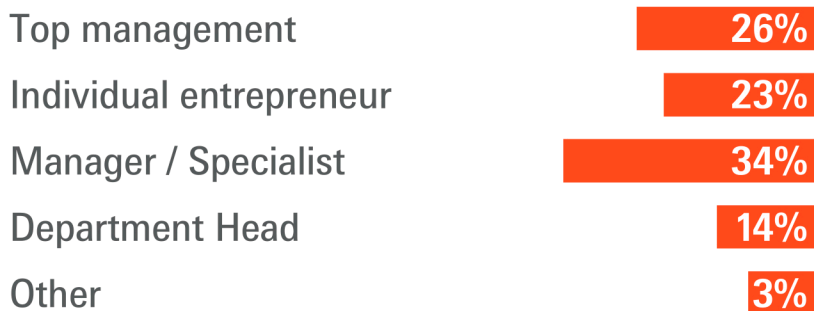 Top management 26%
Individual entrepreneur 23%
Manager / Specialist 34%
Department Head 14%
Other 3%